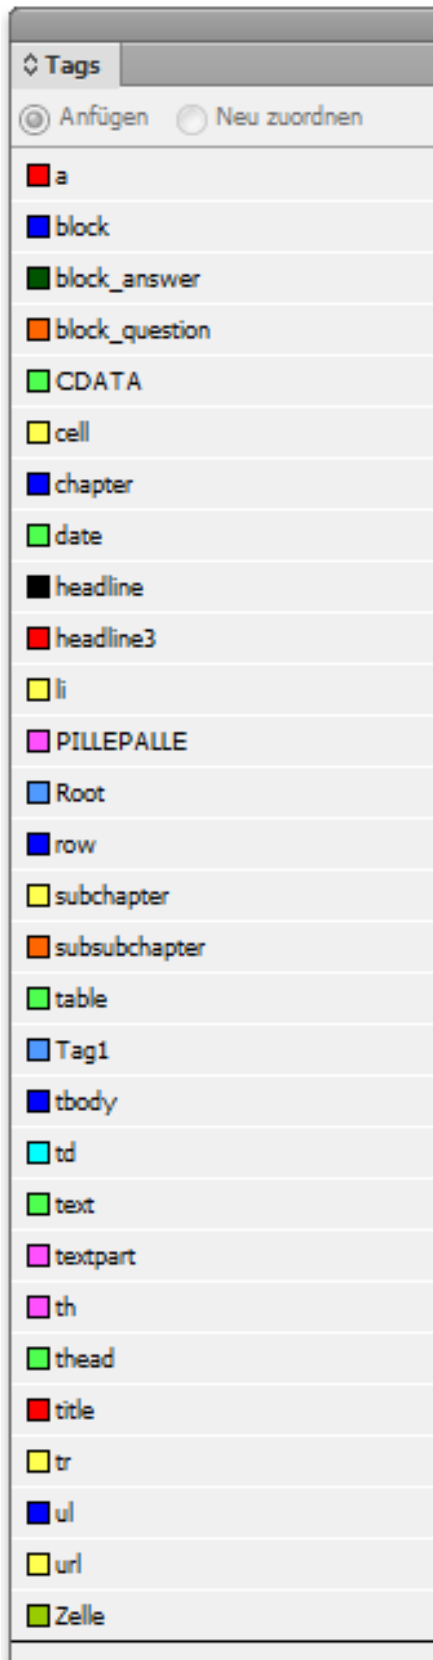 Tags
Anfügen Neu zuordnen
a
block
block_answer
block_question
CDATA
cell
chapter
date
headline
headline3
li
PILLEPALLE
Root
row
subchapter
subsubchapter
table
Tag1
tbody
td
text
textpart
th
thead
title
tr
ul
url
Zelle